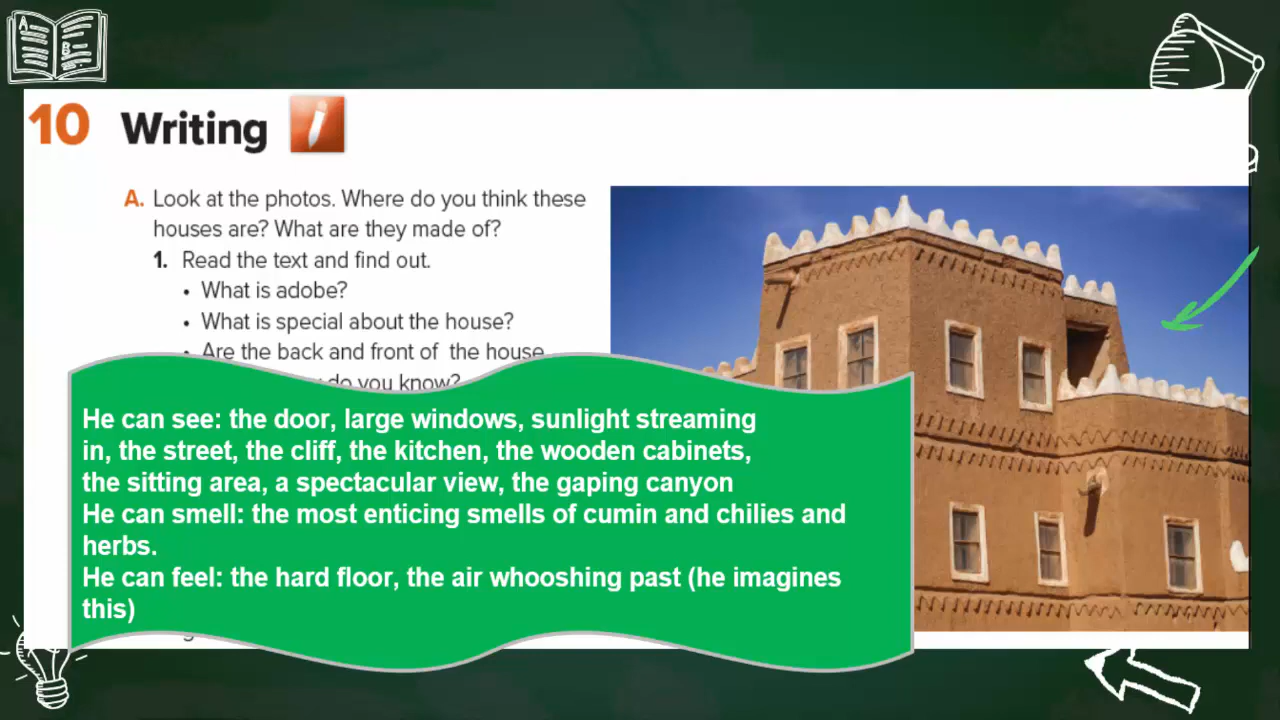 10 Writing
A. Look at the photos. Where do you think these
houses are? What are they made of?
1. Read the text and find out.
• What is adobe?
• What is special about the house?
• Are the back and front of the house
do you know?
He can see: the door, large windows, sunlight streaming
in, the street, the cliff, the kitchen, the wooden cabinets,
the sitting area, a spectacular view, the gaping canyon
He can smell: the most enticing smells of cumin and chilies and
herbs.
He can feel: the hard floor, the air whooshing past (he imagines
this)